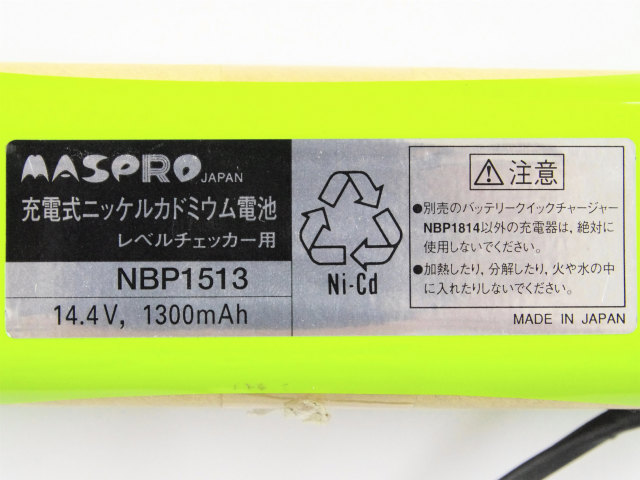 MASPRO JAPAN
充電式ニッケルカドミウム電池
レベルチェッカー用
NBP1513
14.4V, 1300mAh
Ni-Cd
⚠注意
●別売のバッテリークイックチャージャー
NBP1814以外の充電器は、絶対に
使用しないでください。
●加熱したり、分解したり、火や水の中
に入れたりしないでください。
MADE IN JAPAN